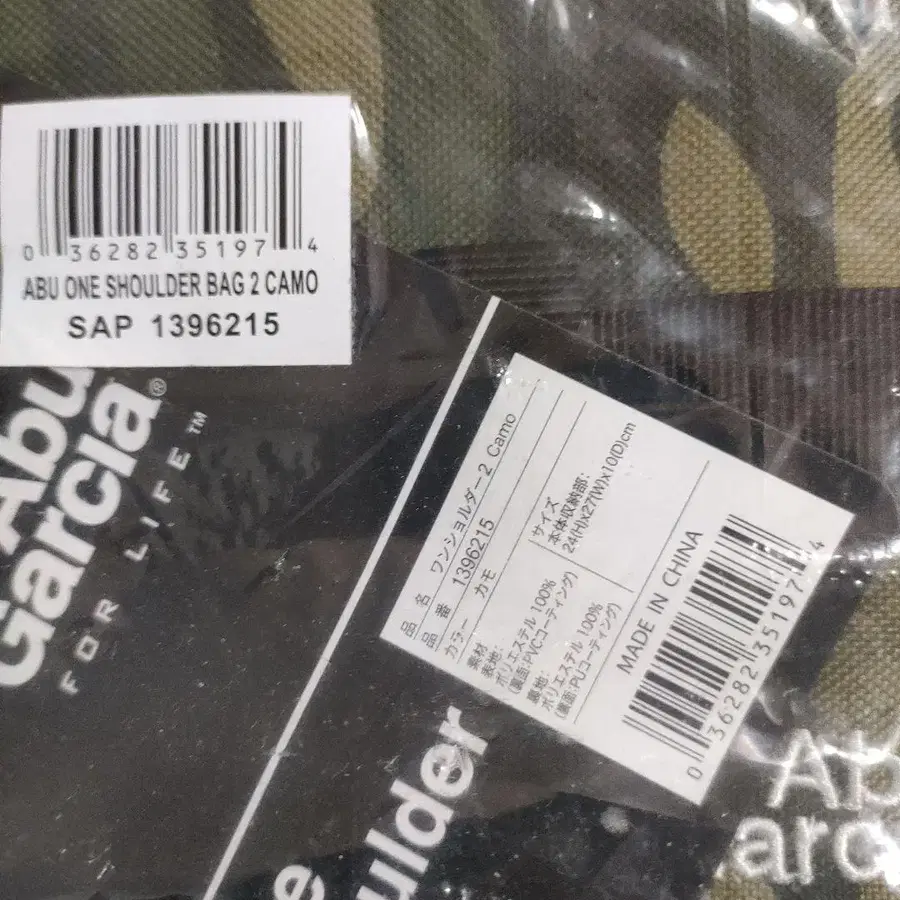 0 36282 35197 4
ABU ONE SHOULDER BAG 2 CAMO
SAP 1396215
Abu
Garcia®
FOR LIFE™
品 名 ワンショルダー2 Camo
品 番 1396215
カラー カモ
素材
表地:
ポリエステル 100%
(裏面:PVCコーティング)
裏地:
ポリエステル 100%
(裏面:PUコーティング)
サイズ
本体収納部:
24(H)x27(W)x10(D)cm
MADE IN CHINA
0 36282 35197 4
e
ulder
Ab
arc